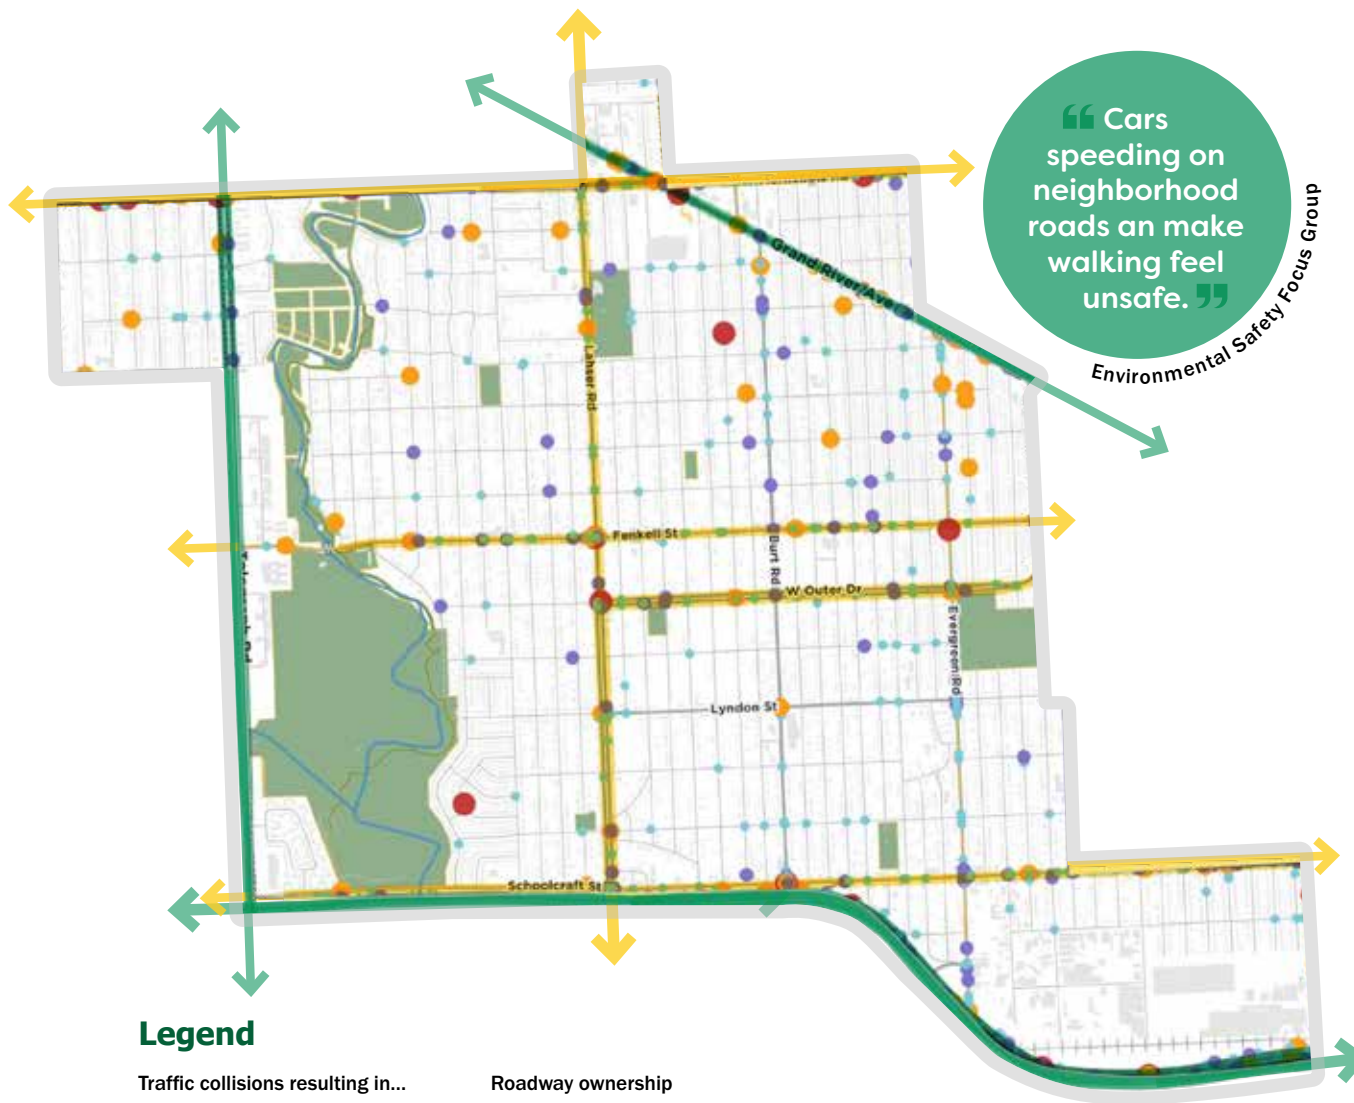 “ Cars
speeding on
neighborhood
roads an make
walking feel
unsafe. ”
Environmental Safety Focus Group
Grand River Ave
Lahser Rd
Fenkell St
Burt Rd
W Outer Dr
Evergreen Rd
Lyndon St
Schoolcraft St
Legend
Traffic collisions resulting in...
Roadway ownership